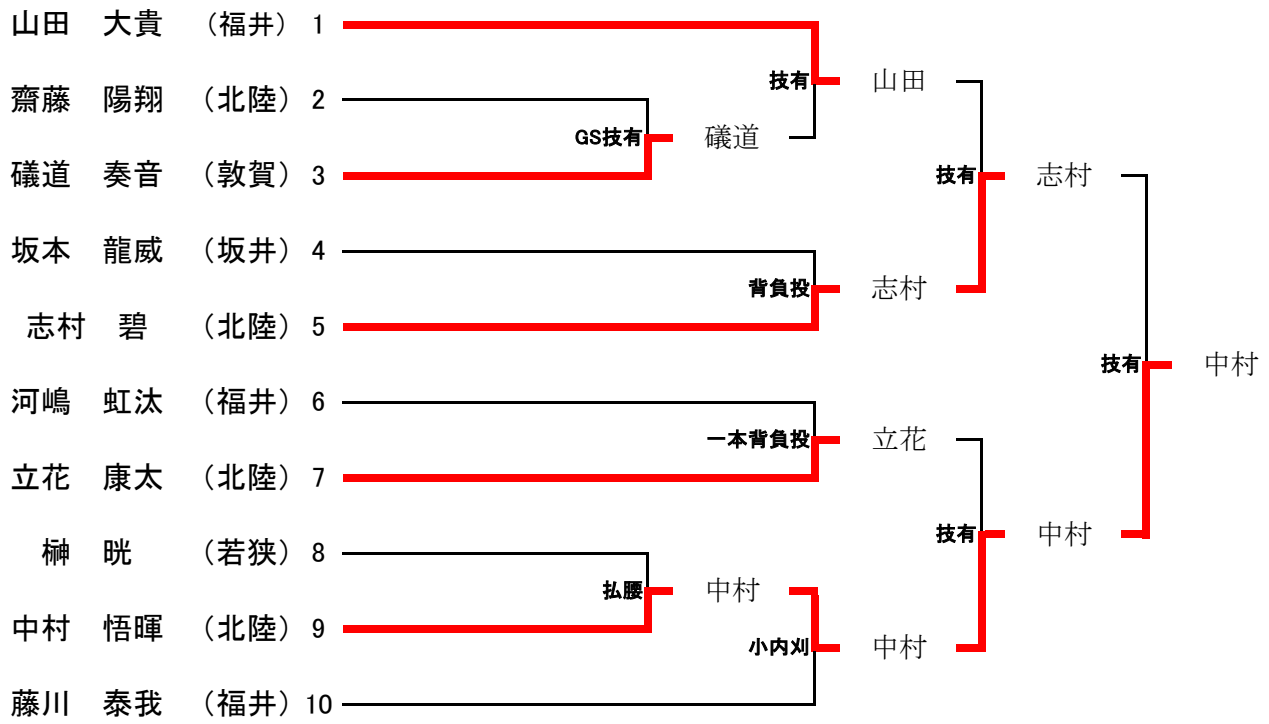 山田　大貴　（福井） 1
技有　山田
齋藤　陽翔　（北陸） 2
GS技有　礒道
礒道　奏音　（敦賀） 3
技有　志村
坂本　龍威　（坂井） 4
背負投　志村
志村　碧　（北陸） 5
技有　中村
河嶋　虹汰　（福井） 6
一本背負投　立花
立花　康太　（北陸） 7
技有　中村
榊　晄　（若狭） 8
払腰　中村
中村　悟暉　（北陸） 9
小内刈　中村
藤川　泰我　（福井） 10